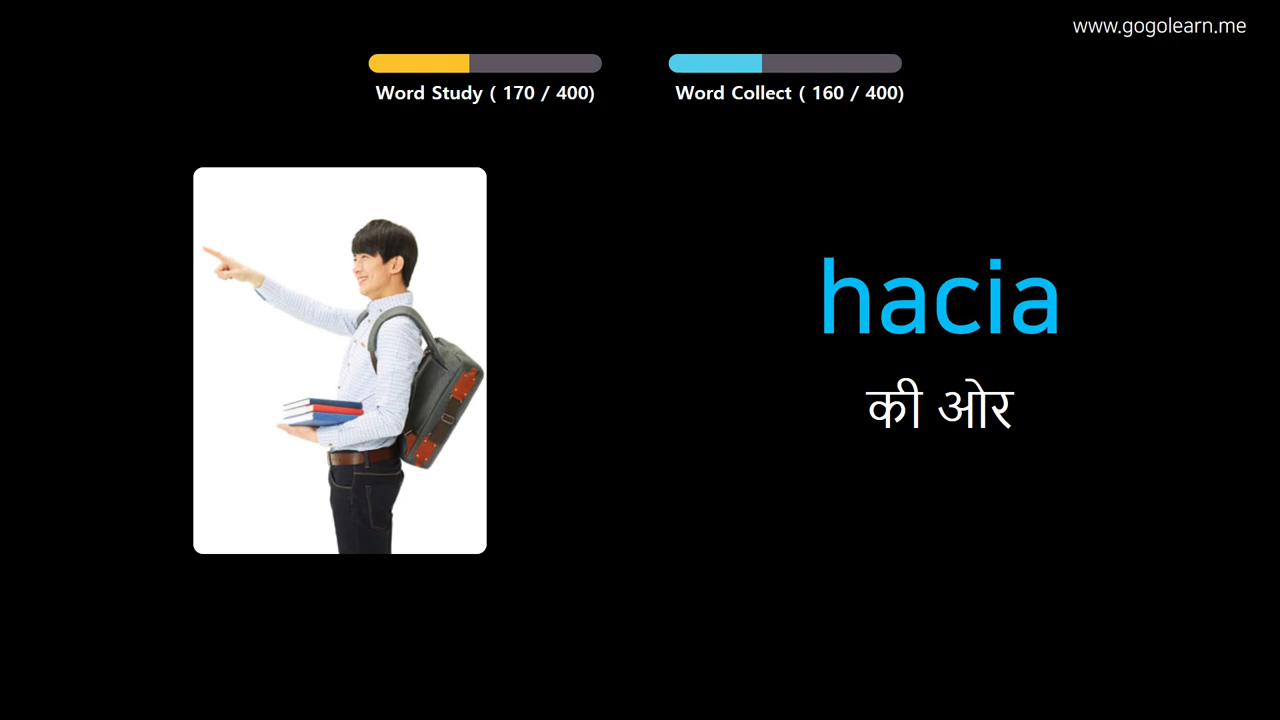 www.gogolearn.me
Word Study ( 170 / 400)
Word Collect ( 160 / 400)
hacia
की ओर